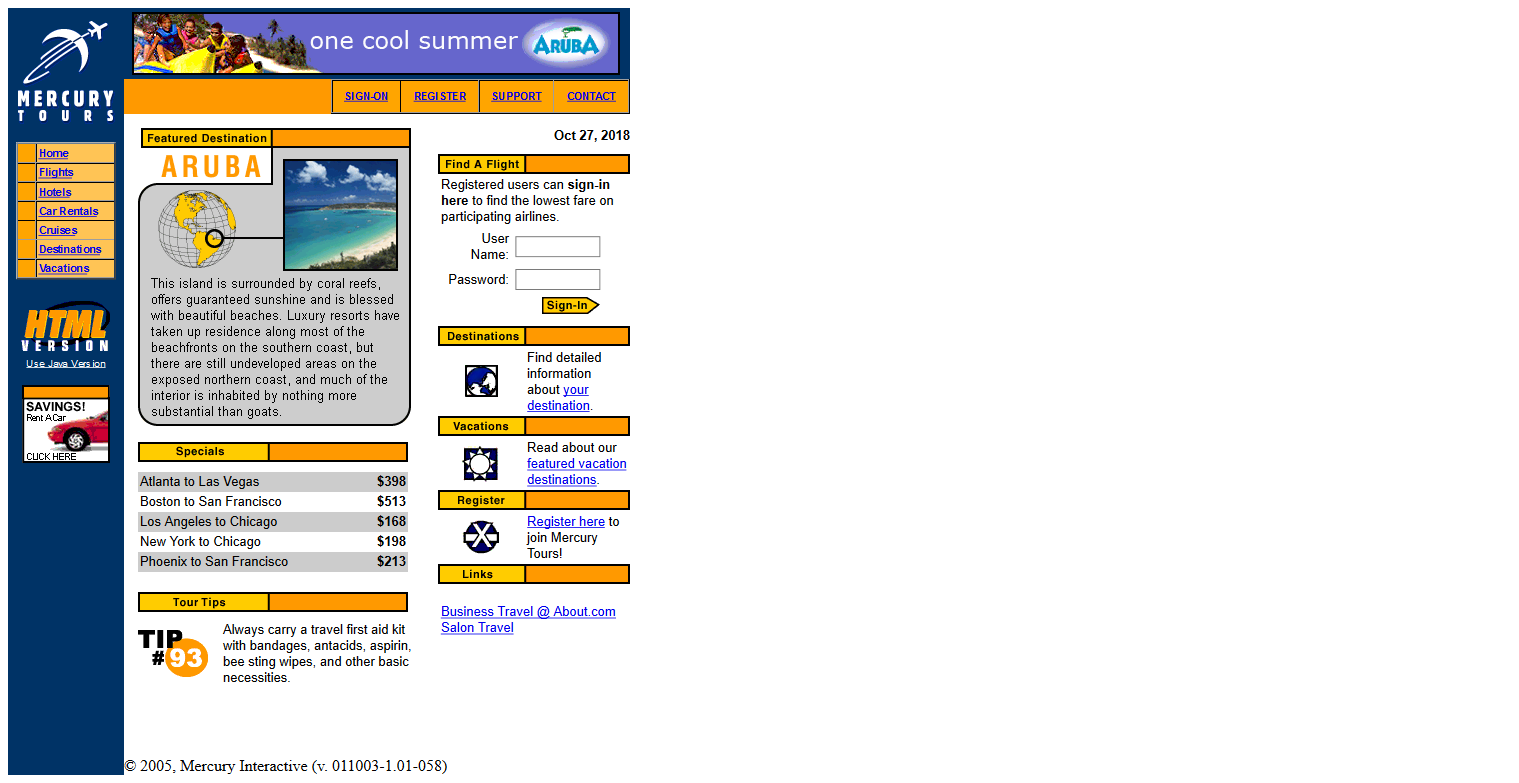 MERCURY
TOURS
one cool summer
ARUBA
SIGN-ON
REGISTER
SUPPORT
CONTACT
Home
Flights
Hotels
Car Rentals
Cruises
Destinations
Vacations
HTML
VERSION
Use Java Version
SAVINGS!
Rent A Car
CLICK HERE
Featured Destination
ARUBA
This island is surrounded by coral reefs,
offers guaranteed sunshine and is blessed
with beautiful beaches. Luxury resorts have
taken up residence along most of the
beachfronts on the southern coast, but
there are still undeveloped areas on the
exposed northern coast, and much of the
interior is inhabited by nothing more
substantial than goats.
Specials
Atlanta to Las Vegas $398
Boston to San Francisco $513
Los Angeles to Chicago $168
New York to Chicago $198
Phoenix to San Francisco $213
Tour Tips
TIP
#93
Always carry a travel first aid kit
with bandages, antacids, aspirin,
bee sting wipes, and other basic
necessities.
Oct 27, 2018
Find A Flight
Registered users can sign-in
here to find the lowest fare on
participating airlines.
User
Name:
Password:
Sign-In
Destinations
Find detailed
information
about your
destination.
Vacations
Read about our
featured vacation
destinations.
Register
Register here to
join Mercury
Tours!
Links
Business Travel @ About.com
Salon Travel
© 2005, Mercury Interactive (v. 011003-1.01-058)